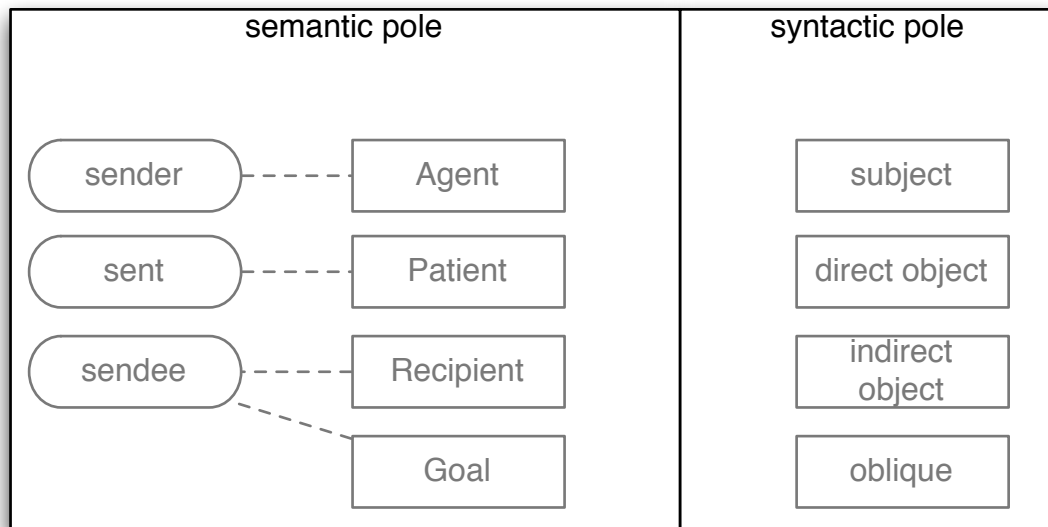 semantic pole
syntactic pole
sender
Agent
subject
sent
Patient
direct object
sendee
Recipient
indirect
object
Goal
oblique